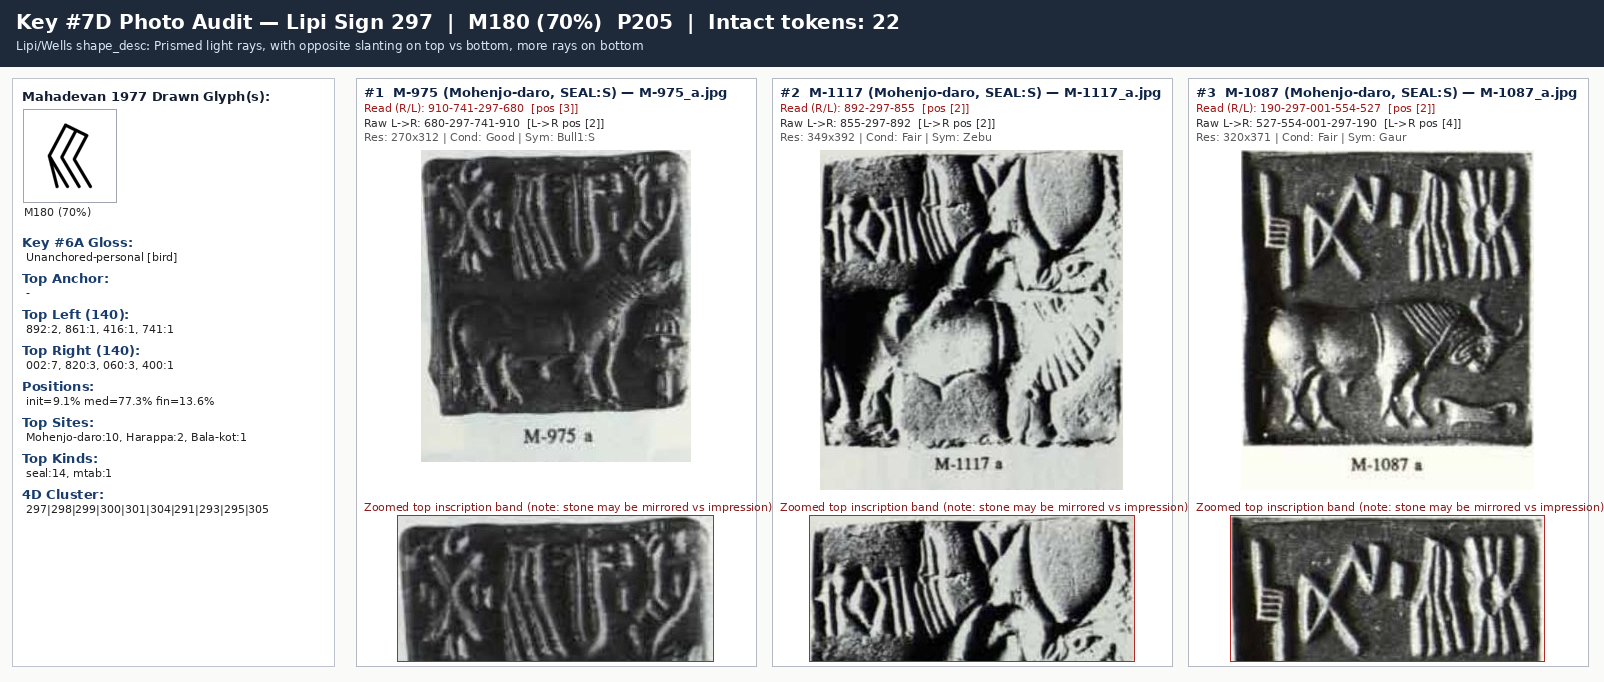 Key #7D Photo Audit — Lipi Sign 297 | M180 (70%) P205 | Intact tokens: 22
Lipi/Wells shape_desc: Prismed light rays, with opposite slanting on top vs bottom, more rays on bottom
Mahadevan 1977 Drawn Glyph(s):
M180 (70%)
Key #6A Gloss:
Unanchored-personal [bird]
Top Anchor:
-
Top Left (140):
892:2, 861:1, 416:1, 741:1
Top Right (140):
002:7, 820:3, 060:3, 400:1
Positions:
init=9.1% med=77.3% fin=13.6%
Top Sites:
Mohenjo-daro:10, Harappa:2, Bala-kot:1
Top Kinds:
seal:14, mtab:1
4D Cluster:
297|298|299|300|301|304|291|293|295|305
#1 M-975 (Mohenjo-daro, SEAL:S) — M-975_a.jpg
Read (R/L): 910-741-297-680 [pos [3]]
Raw L->R: 680-297-741-910 [L->R pos [2]]
Res: 270x312 | Cond: Good | Sym: Bull1:S
M-975 a
Zoomed top inscription band (note: stone may be mirrored vs impression)
#2 M-1117 (Mohenjo-daro, SEAL:S) — M-1117_a.jpg
Read (R/L): 892-297-855 [pos [2]]
Raw L->R: 855-297-892 [L->R pos [2]]
Res: 349x392 | Cond: Fair | Sym: Zebu
M-1117 a
Zoomed top inscription band (note: stone may be mirrored vs impression)
#3 M-1087 (Mohenjo-daro, SEAL:S) — M-1087_a.jpg
Read (R/L): 190-297-001-554-527 [pos [2]]
Raw L->R: 527-554-001-297-190 [L->R pos [4]]
Res: 320x371 | Cond: Fair | Sym: Gaur
M-1087 a
Zoomed top inscription band (note: stone may be mirrored vs impression)